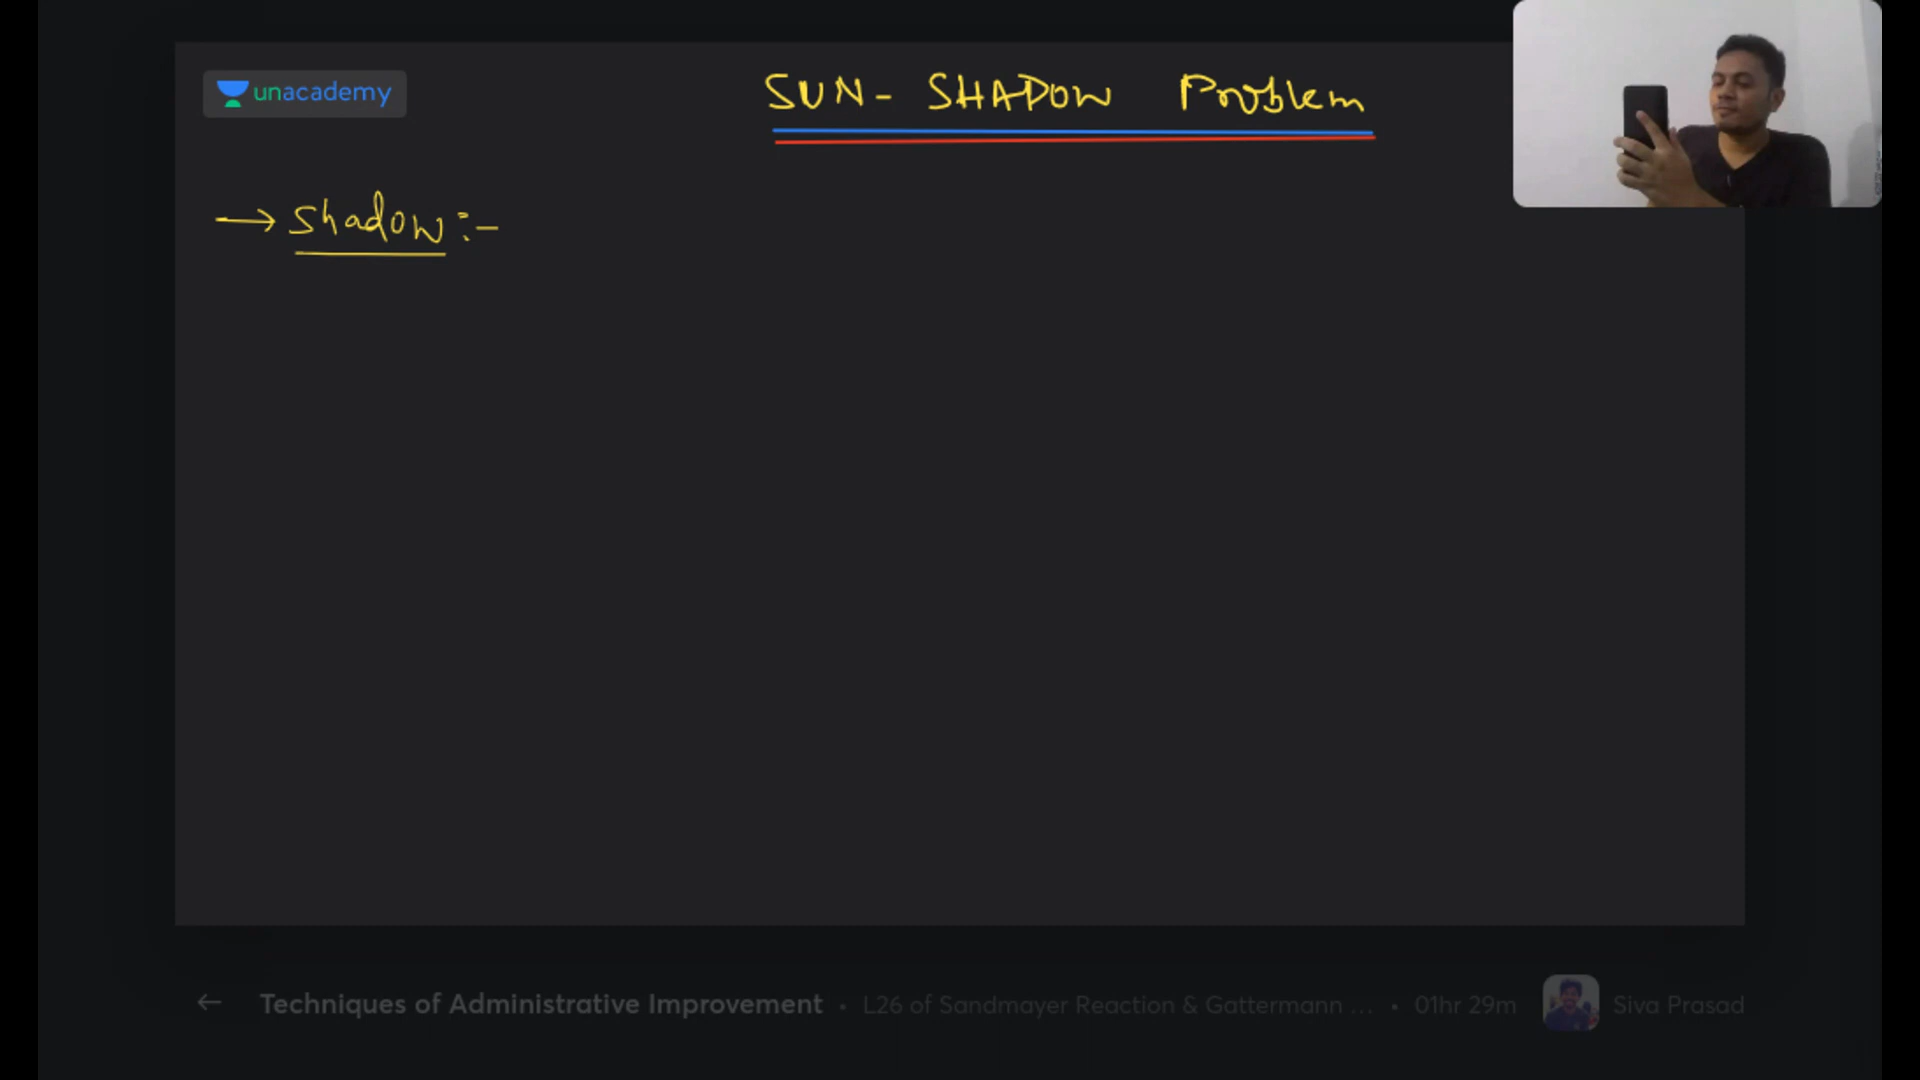 unacademy
SUN - SHADOW Problem
→ Shadow :-
← Techniques of Administrative Improvement • L26 of Sandmayer Reaction & Gattermann ... • 01hr 29m Siva Prasad